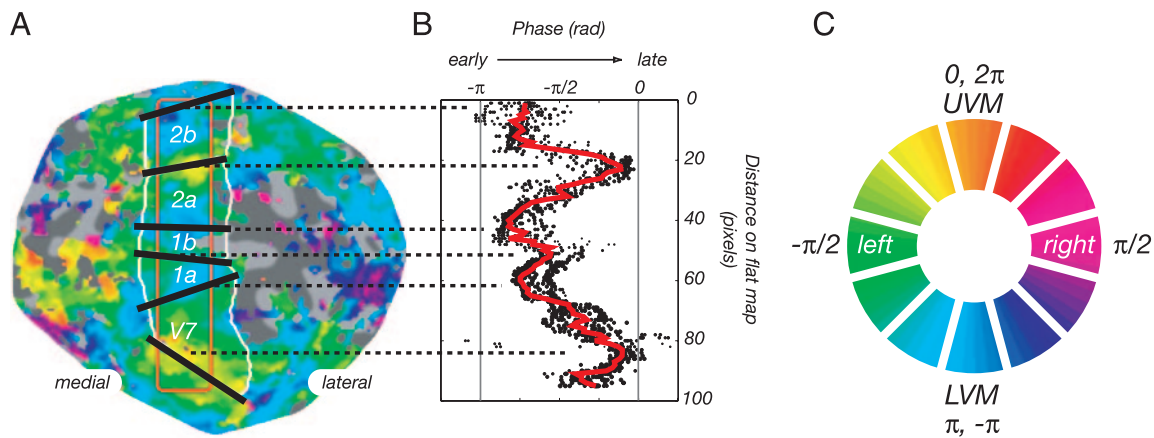 A
2b
2a
1b
1a
V7
medial
lateral
B
Phase (rad)
early
late
-π
-π/2
0
0
20
40
60
80
100
Distance on flat map
(pixels)
C
0, 2π
UVM
-π/2
left
right
π/2
LVM
π, -π